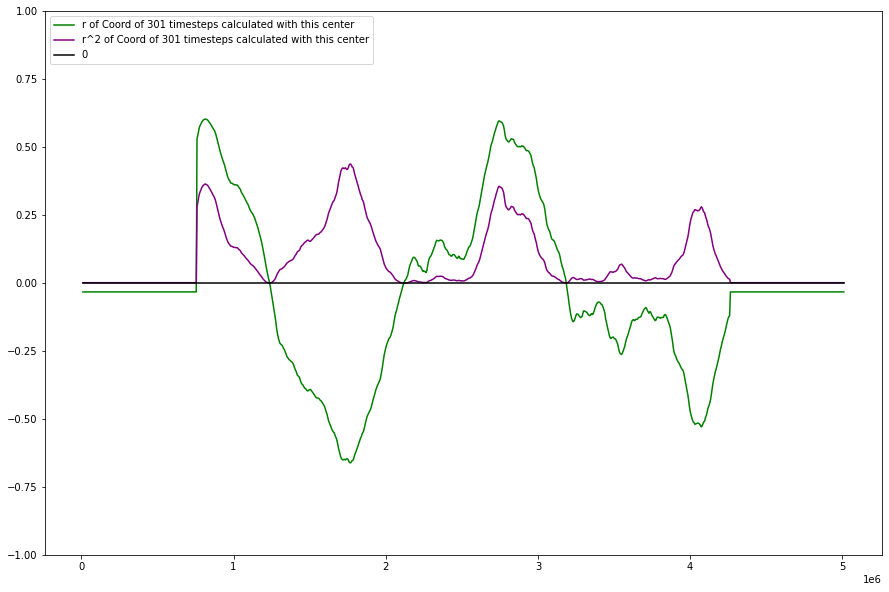 1.00
r of Coord of 301 timesteps calculated with this center
r^2 of Coord of 301 timesteps calculated with this center
0
0.75
0.50
0.25
0.00
−0.25
−0.50
−0.75
−1.00
0 1 2 3 4 5
1e6